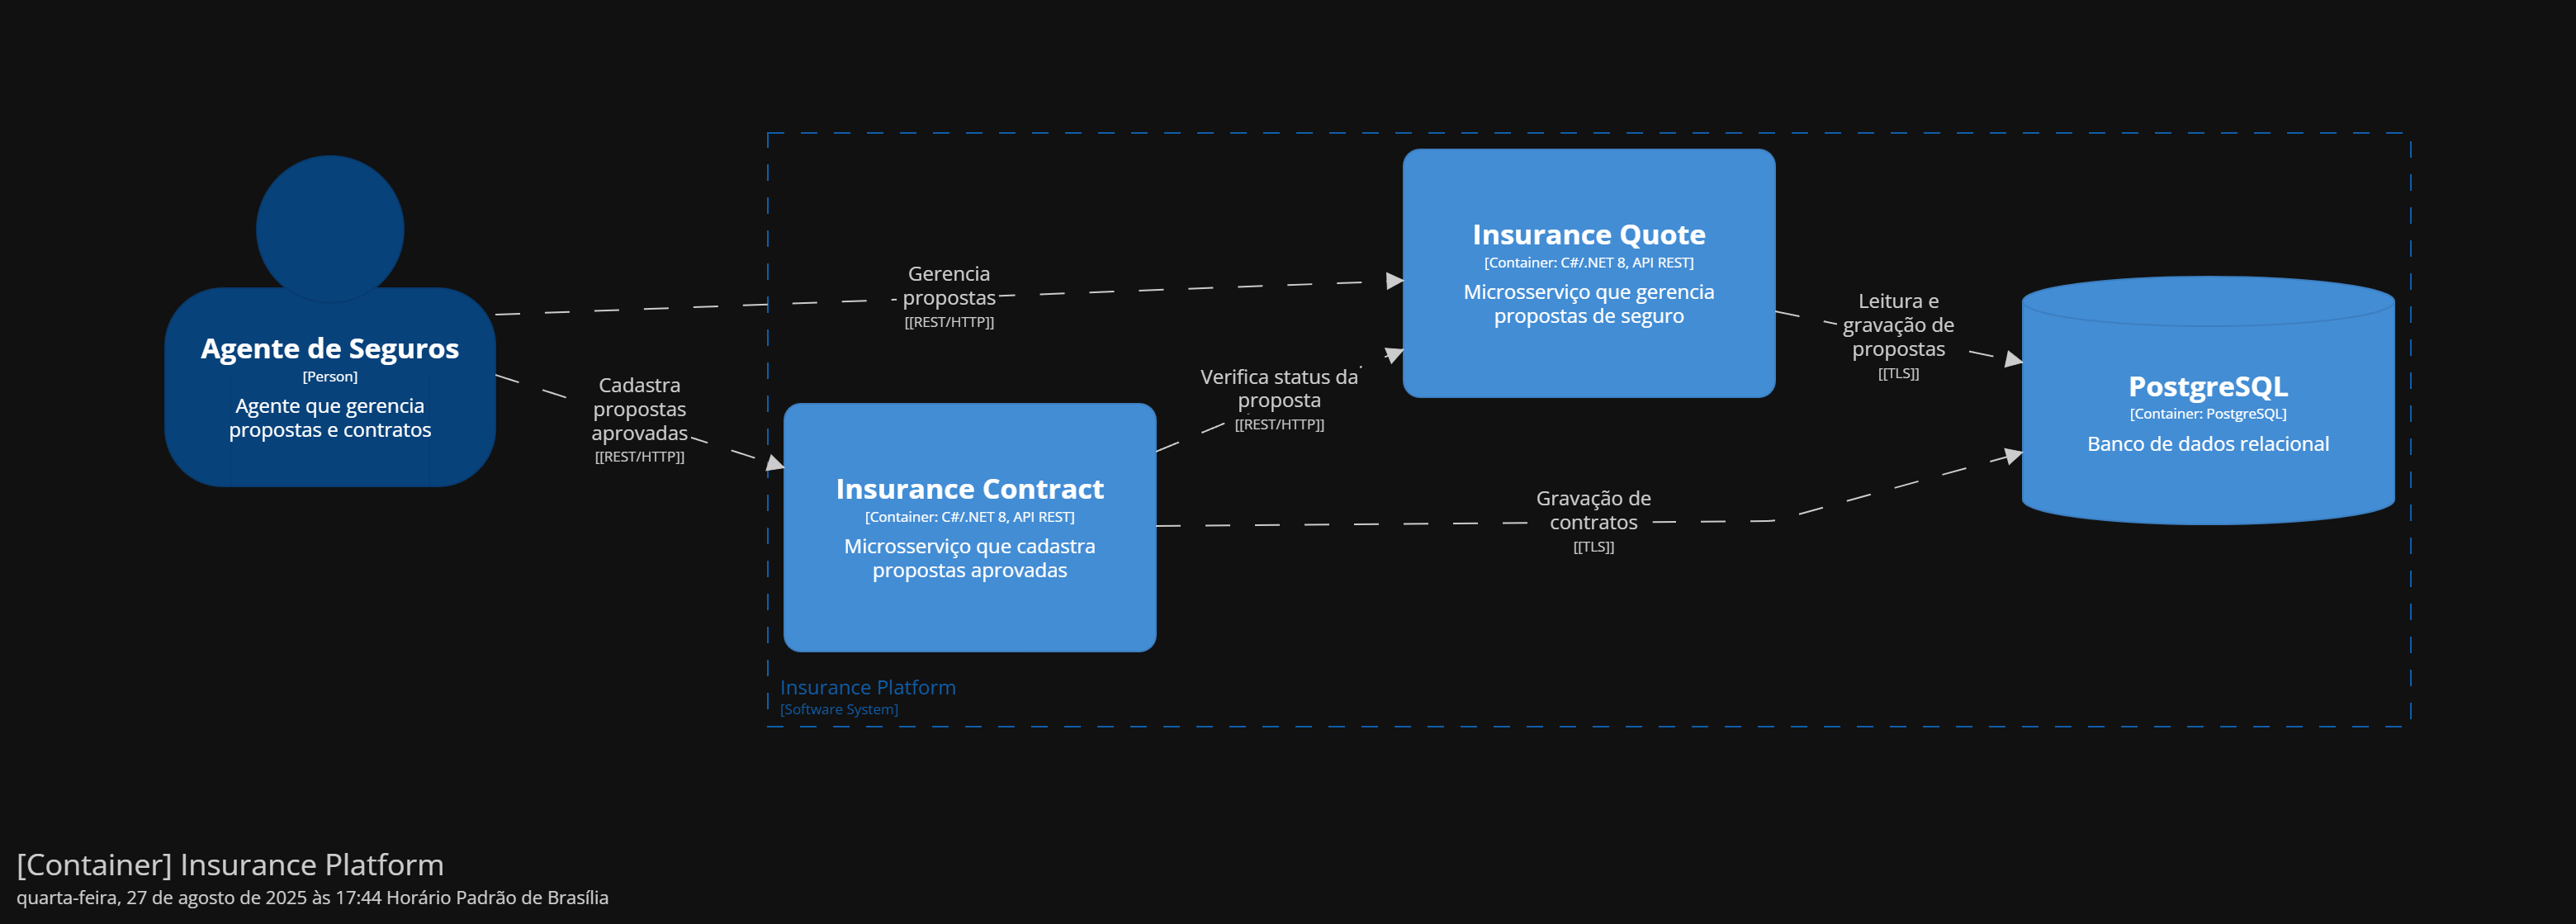 Agente de Seguros
[Person]
Agente que gerencia
propostas e contratos
Gerencia
propostas
[[REST/HTTP]]
Cadastra
propostas
aprovadas
[[REST/HTTP]]
Insurance Quote
[Container: C#/.NET 8, API REST]
Microsserviço que gerencia
propostas de seguro
Verifica status da
proposta
[[REST/HTTP]]
Insurance Contract
[Container: C#/.NET 8, API REST]
Microsserviço que cadastra
propostas aprovadas
Leitura e
gravação de
propostas
[[TLS]]
Gravação de
contratos
[[TLS]]
PostgreSQL
[Container: PostgreSQL]
Banco de dados relacional
Insurance Platform
[Software System]
[Container] Insurance Platform
quarta-feira, 27 de agosto de 2025 às 17:44 Horário Padrão de Brasília